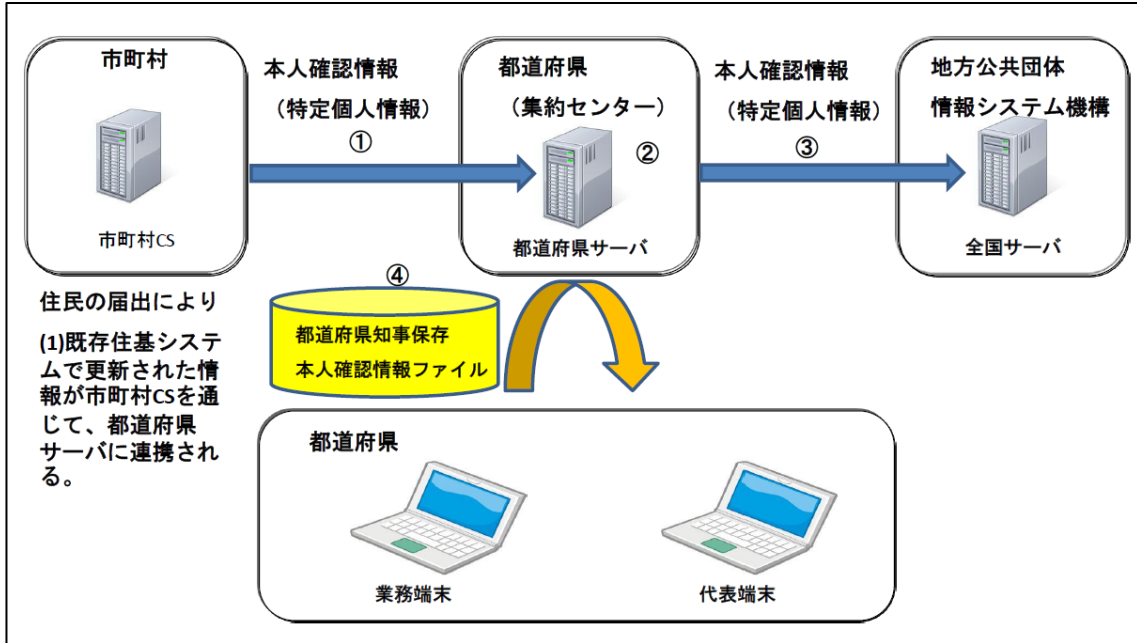 市町村
市町村CS
本人確認情報
（特定個人情報）
①
都道府県
（集約センター）
②
都道府県サーバ
本人確認情報
（特定個人情報）
③
地方公共団体
情報システム機構
全国サーバ
住民の届出により
(1)既存住基システ
ムで更新された情
報が市町村CSを通
じて、都道府県
サーバに連携され
る。
④
都道府県知事保存
本人確認情報ファイル
都道府県
業務端末
代表端末